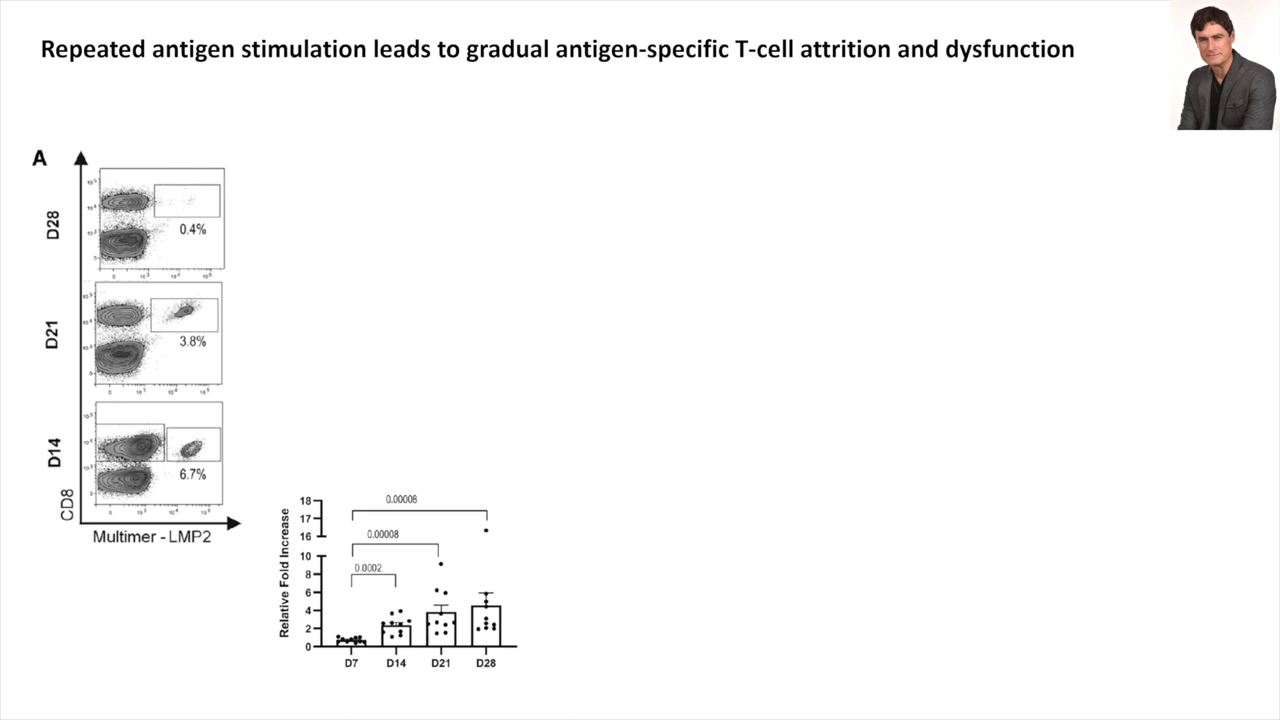 Repeated antigen stimulation leads to gradual antigen-specific T-cell attrition and dysfunction
A
D28
0.4%
D21
3.8%
D14
6.7%
CD8
Multimer - LMP2
Relative Fold Increase
18
17
16
10
8
6
4
2
0
0.00008
0.0002
D7
D14
D21
D28